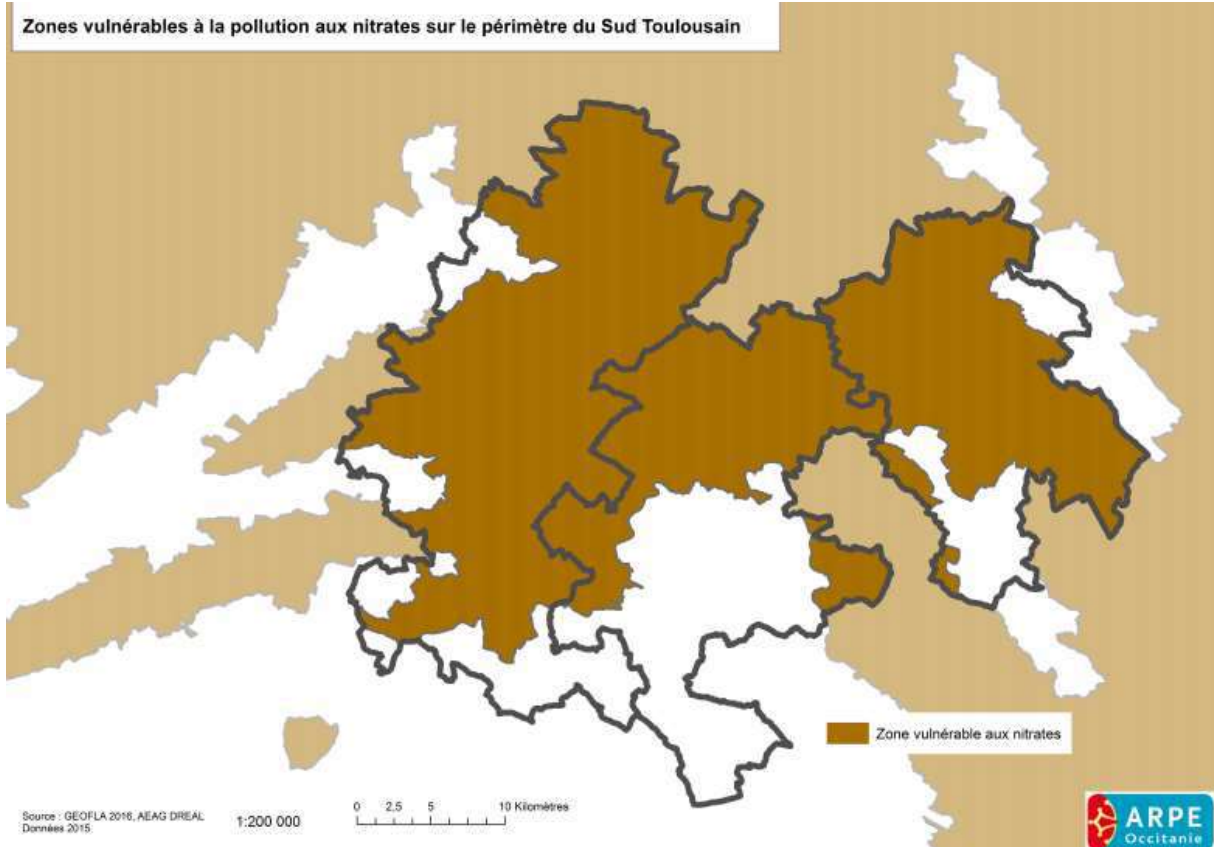 Zones vulnérables à la pollution aux nitrates sur le périmètre du Sud Toulousain
Zone vulnérable aux nitrates
Source : GEOFLA 2016, AEAG DREAL
Données 2015
1:200 000
0 2,5 5 10 Kilomètres
ARPE
Occitanie